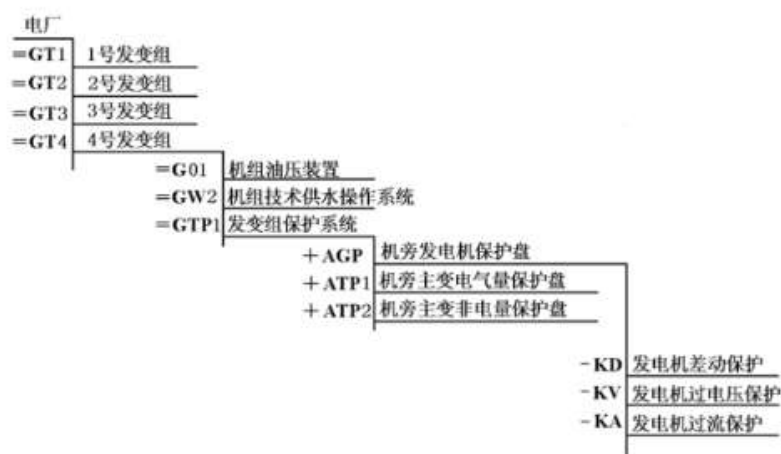 电厂
=GT1 1号发变组
=GT2 2号发变组
=GT3 3号发变组
=GT4 4号发变组
=G01 机组油压装置
=GW2 机组技术供水操作系统
=GTP1 发变组保护系统
+AGP 机旁发电机保护盘
+ATP1 机旁主变电气量保护盘
+ATP2 机旁主变非电量保护盘
-KD 发电机差动保护
-KV 发电机过电压保护
-KA 发电机过流保护